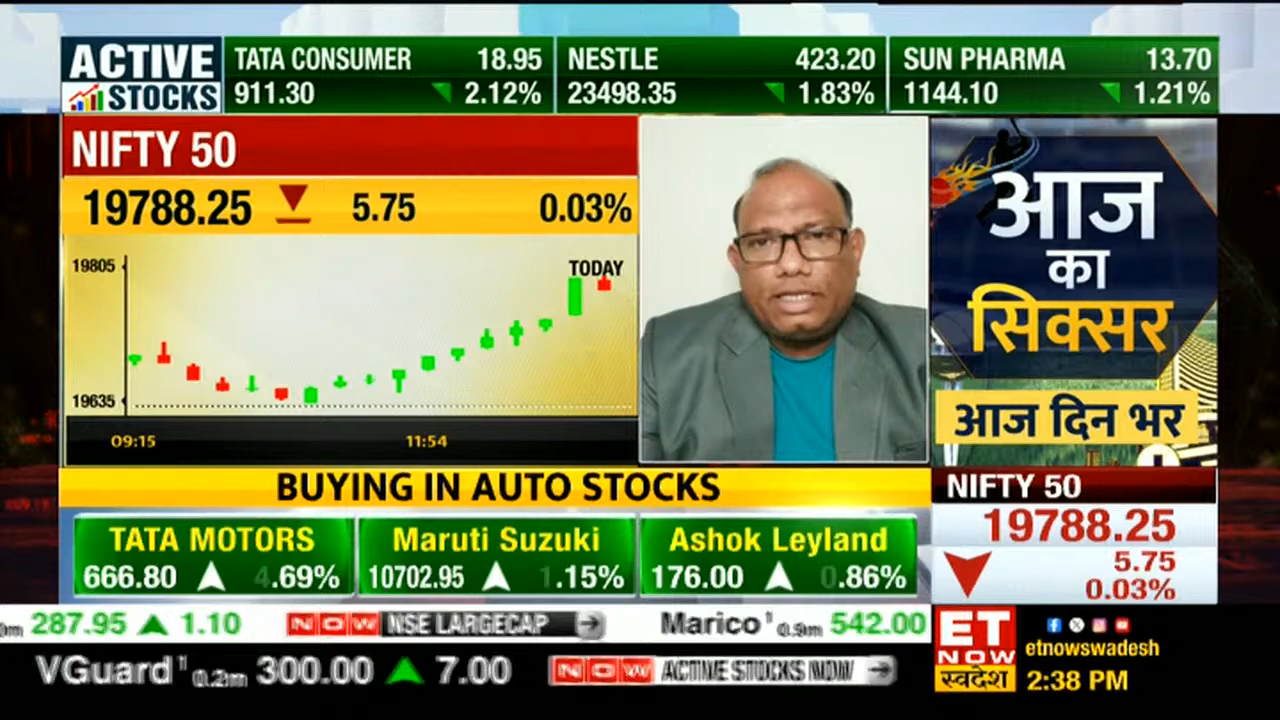 ACTIVE
STOCKS
TATA CONSUMER 18.95
911.30 2.12%
NESTLE 423.20
23498.35 1.83%
SUN PHARMA 13.70
1144.10 1.21%
NIFTY 50
19788.25 5.75 0.03%
19805
TODAY
19635
09:15 11:54
आज
का
सिक्सर
आज दिन भर
BUYING IN AUTO STOCKS
TATA MOTORS
666.80 4.69%
Maruti Suzuki
10702.95 1.15%
Ashok Leyland
176.00 0.86%
NIFTY 50
19788.25
5.75
0.03%
287.95 1.10 NOW NSE LARGECAP Marico 0.9m 542.00
VGuard 0.2m 300.00 7.00 NOW ACTIVE STOCKS NOW
ET
NOW
स्वदेश
etnowswadesh
2:38 PM